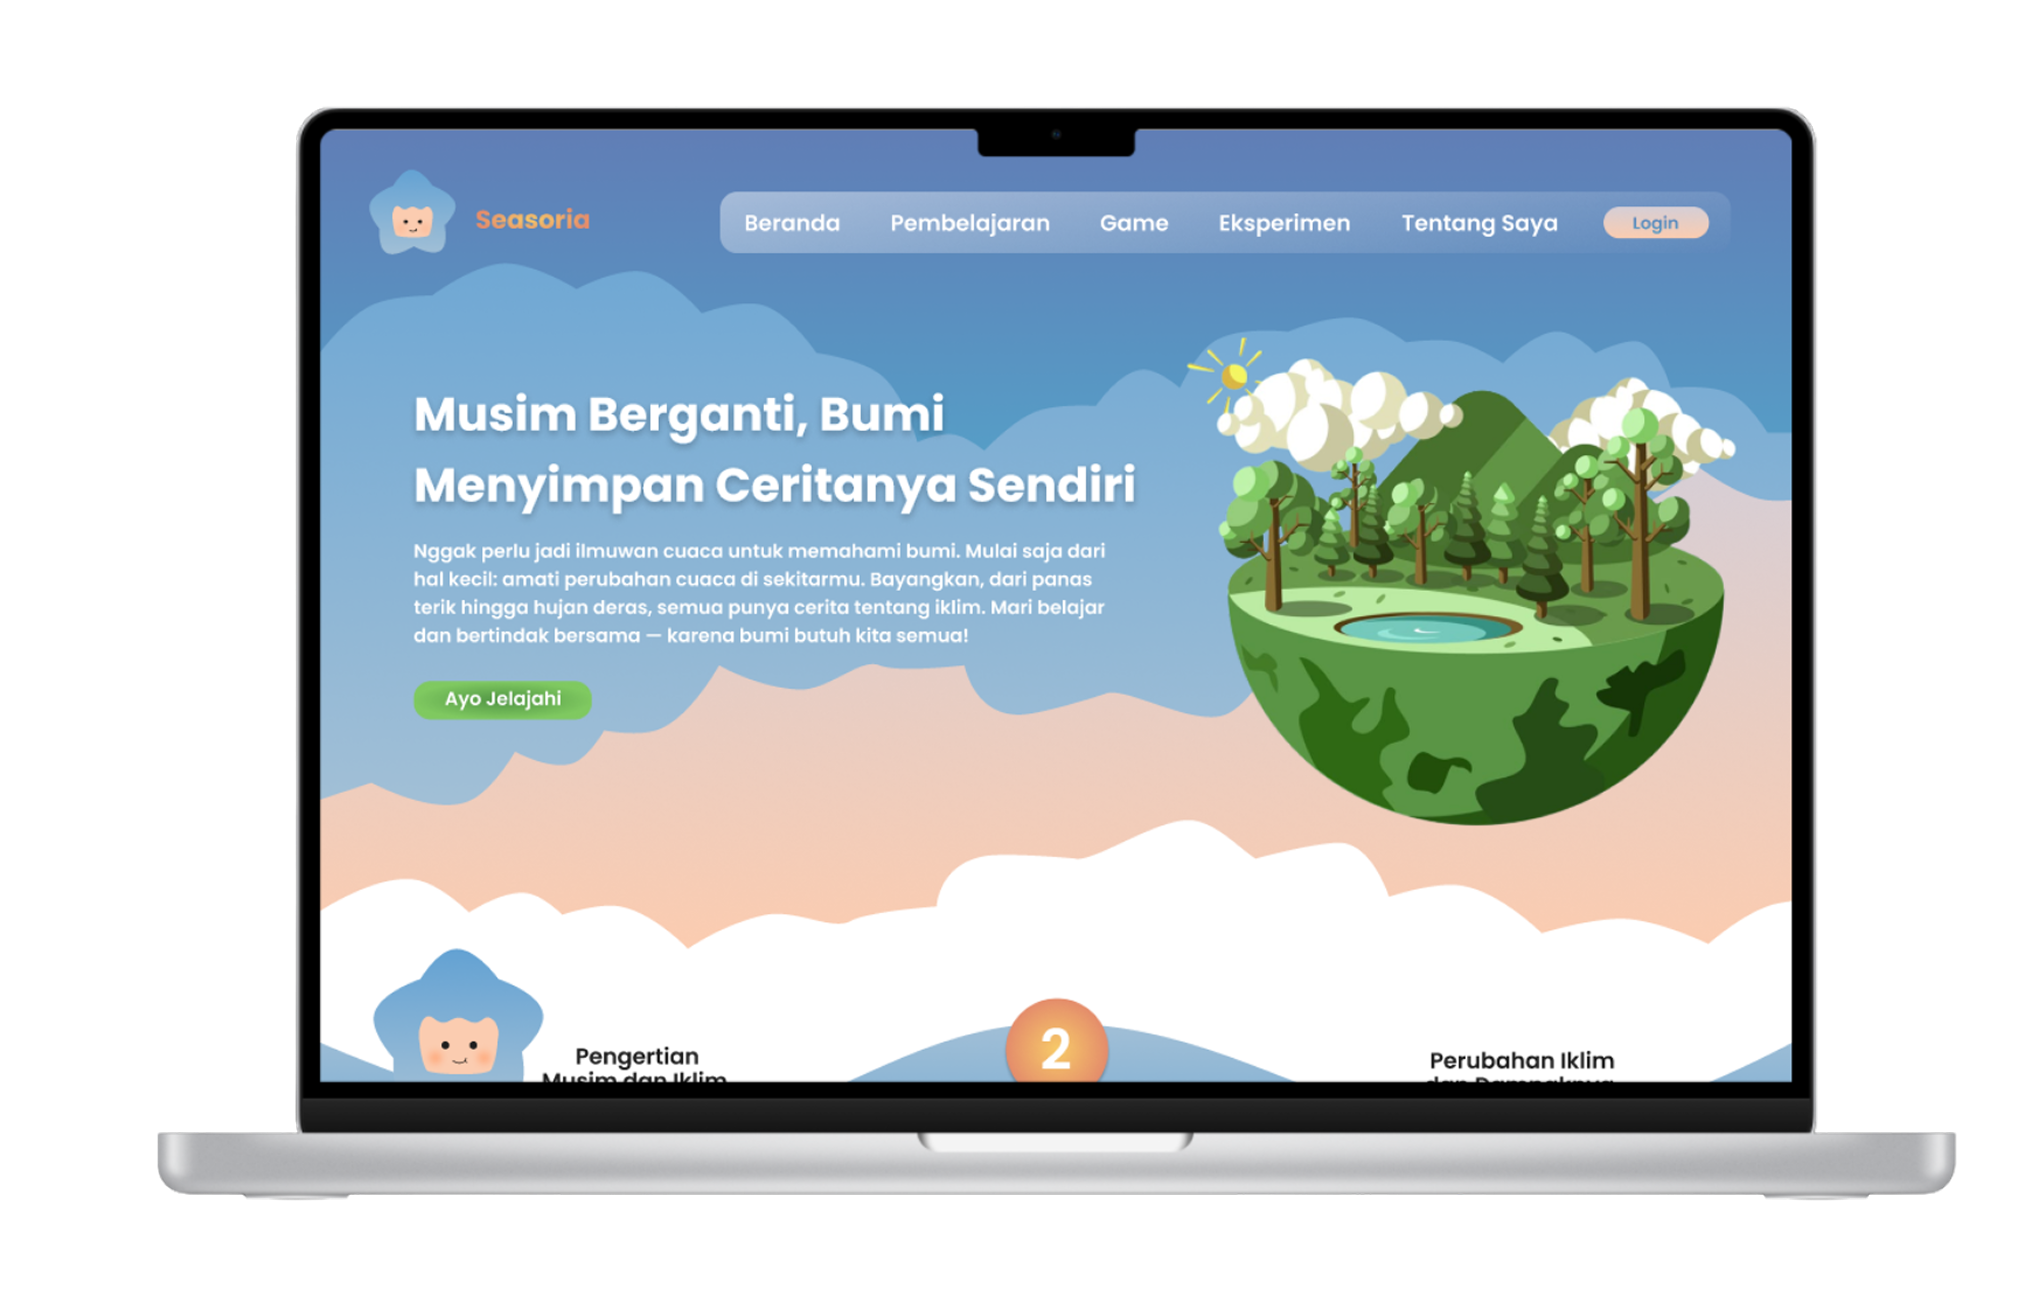 Seasoria
Beranda Pembelajaran Game Eksperimen Tentang Saya Login
Musim Berganti, Bumi
Menyimpan Ceritanya Sendiri
Nggak perlu jadi ilmuwan cuaca untuk memahami bumi. Mulai saja dari
hal kecil: amati perubahan cuaca di sekitarmu. Bayangkan, dari panas
terik hingga hujan deras, semua punya cerita tentang iklim. Mari belajar
dan bertindak bersama — karena bumi butuh kita semua!
Ayo Jelajahi
Pengertian
Musim dan Iklim
2
Perubahan Iklim
dan Dampaknya